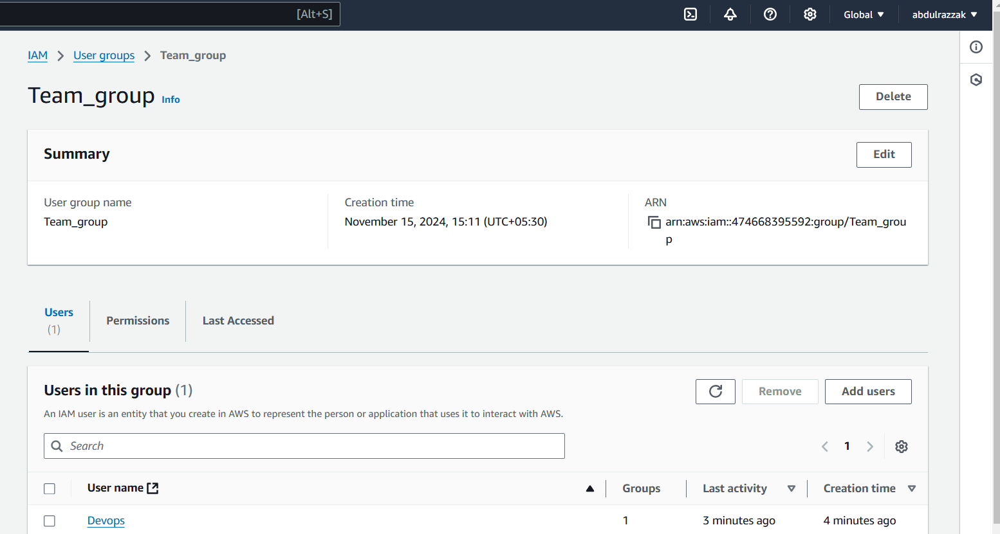 [Alt+S]
Global
abdulrazzak
IAM
User groups
Team_group
Team_group Info
Delete
Summary
Edit
User group name
Team_group
Creation time
November 15, 2024, 15:11 (UTC+05:30)
ARN
arn:aws:iam::474668395592:group/Team_grou
p
Users
(1)
Permissions
Last Accessed
Users in this group (1)
Remove
Add users
An IAM user is an entity that you create in AWS to represent the person or application that uses it to interact with AWS.
Search
1
User name
Groups
Last activity
Creation time
Devops
1
3 minutes ago
4 minutes ago